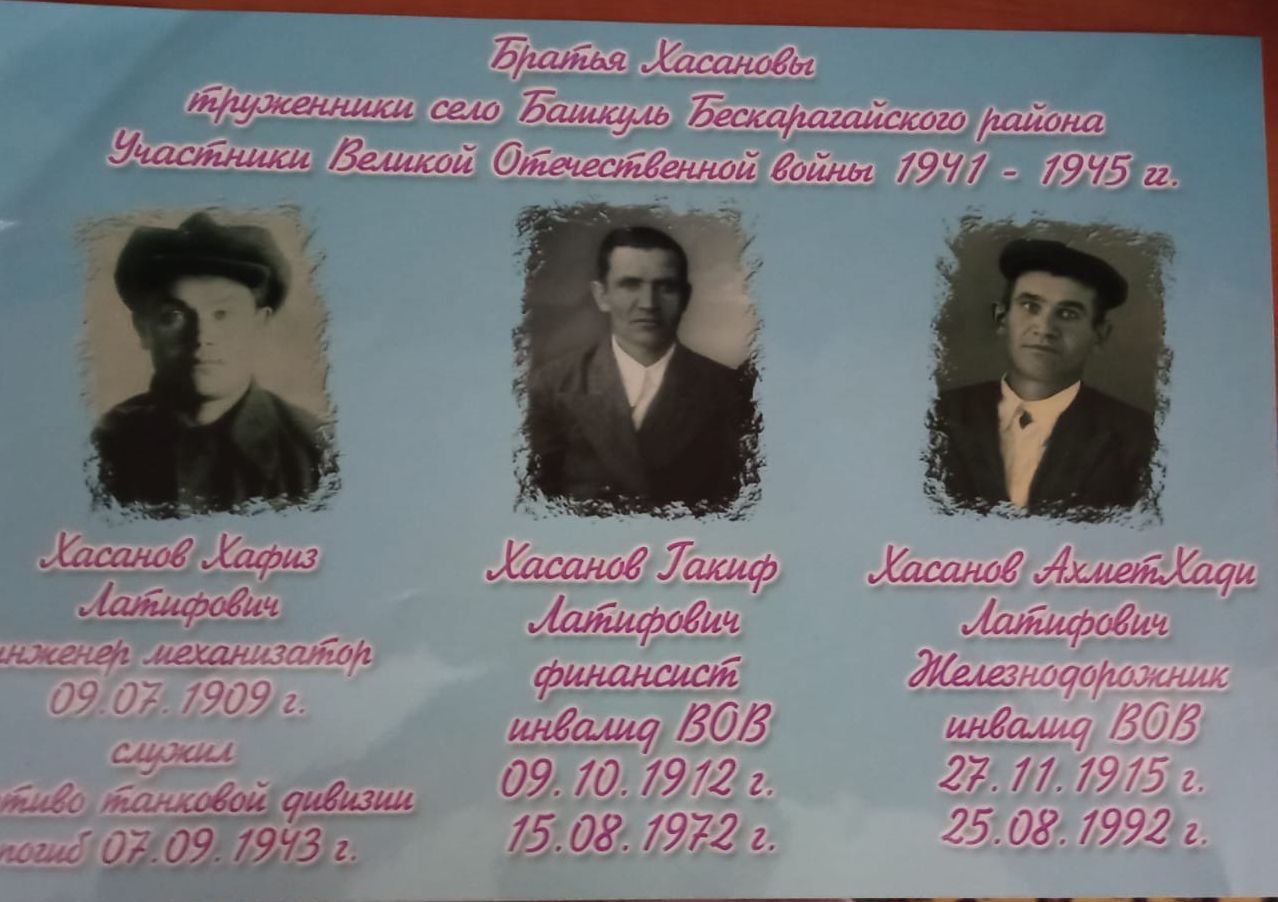 Братья Хасановы
труженники село Башкуль Бескарагайского района
Участники Великой Отечественной войны 1941 - 1945 гг.
Хасанов Хафиз
Латифович
инженер механизатор
09.07.1909 г.
служил
тиво танковой дивизии
погиб 07.09.1943 г.
Хасанов Гакиф
Латифович
финансист
инвалид ВОВ
09.10.1912 г.
15.08.1972 г.
Хасанов АхметХади
Латифович
Железнодорожник
инвалид ВОВ
27.11.1915 г.
25.08.1992 г.